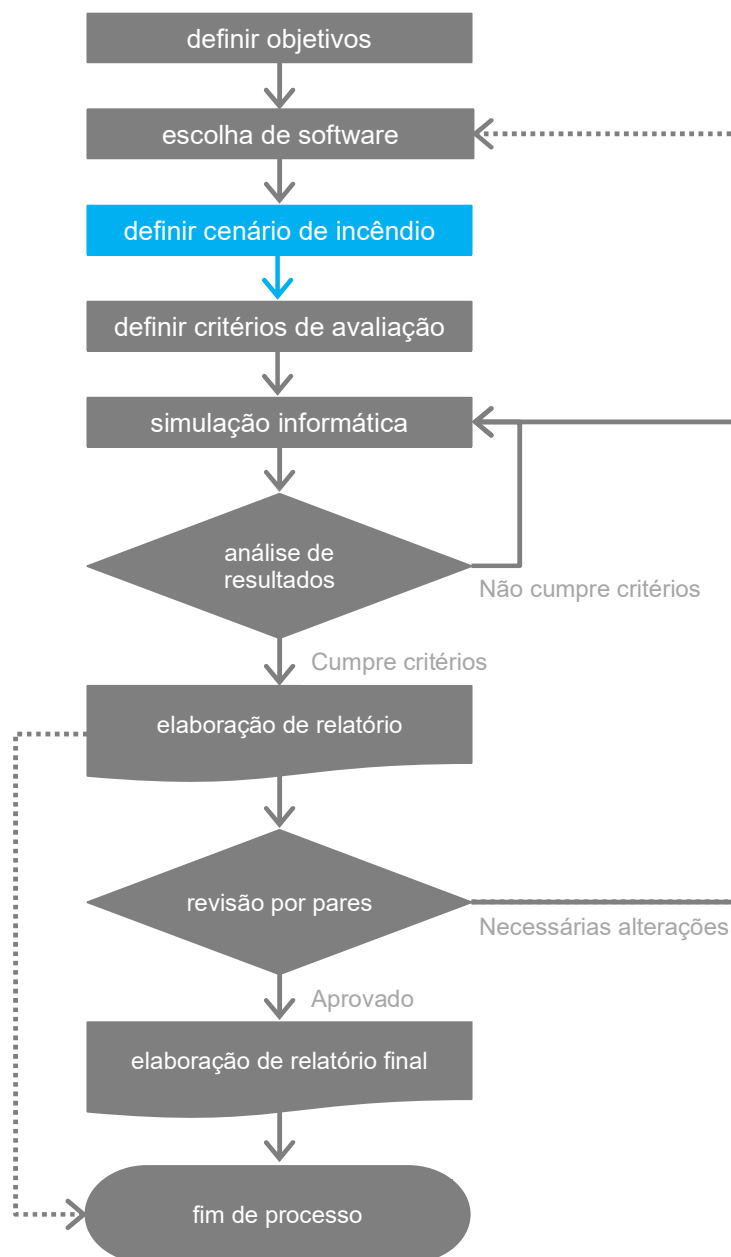 definir objetivos
escolha de software
definir cenário de incêndio
definir critérios de avaliação
simulação informática
análise de
resultados
Não cumpre critérios
Cumpre critérios
elaboração de relatório
revisão por pares
Necessárias alterações
Aprovado
elaboração de relatório final
fim de processo